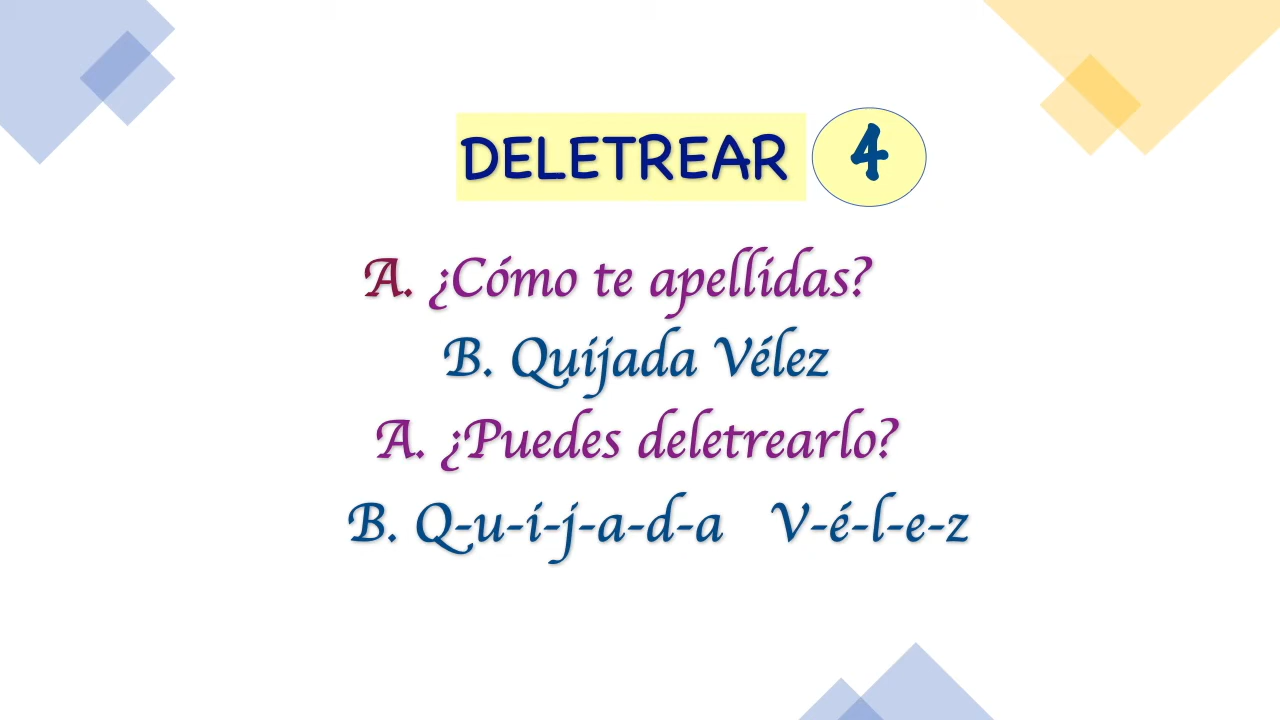 DELETREAR 4
A. ¿Cómo te apellidas?
B. Quijada Vélez
A. ¿Puedes deletrearlo?
B. Q-u-i-j-a-d-a V-é-l-e-z